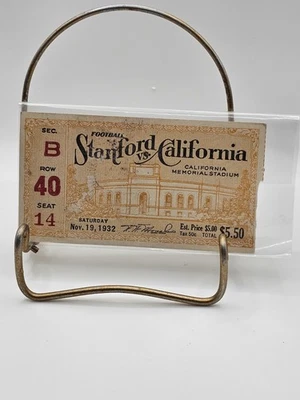 SEC.
B
ROW
40
SEAT
14
FOOTBALL
Stanford
vs. California
CALIFORNIA
MEMORIAL STADIUM
SATURDAY
Nov. 19, 1932
Est. Price $5.00
Tax 50c TOTAL $5.50